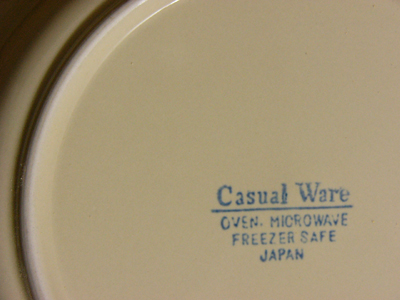 Casual Ware
OVEN. MICROWAVE
FREEZER SAFE
JAPAN